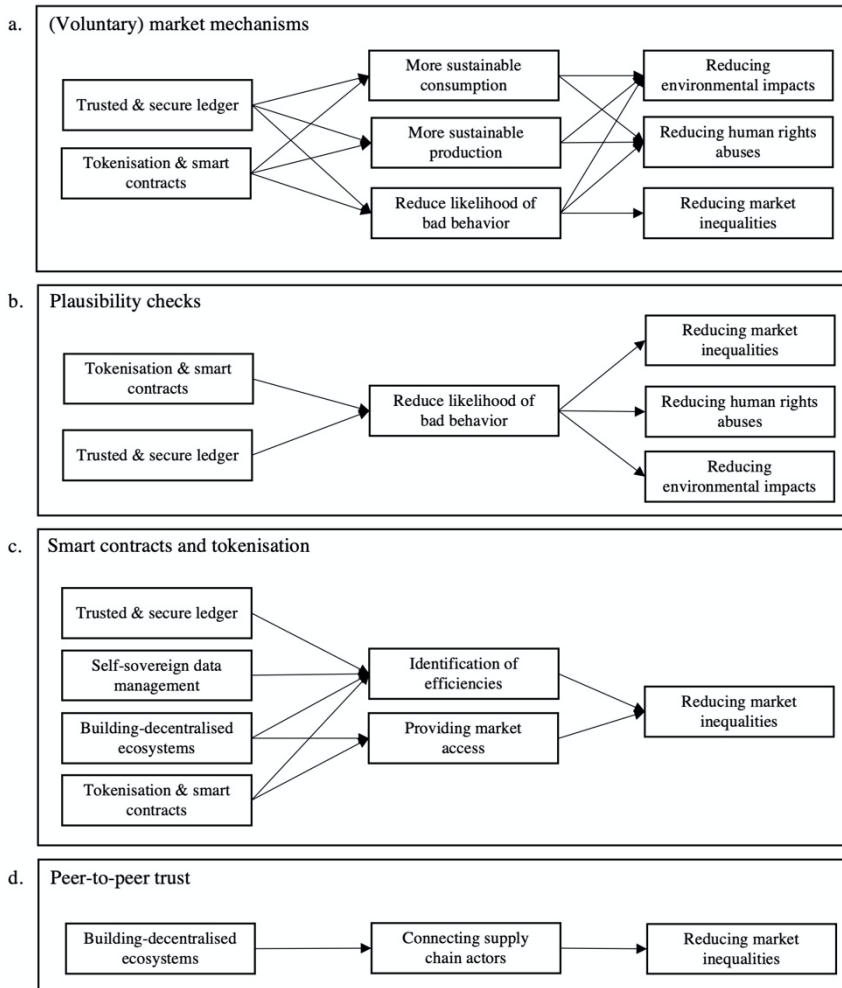 a.
(Voluntary) market mechanisms
Trusted & secure ledger
Tokenisation & smart
contracts
More sustainable
consumption
More sustainable
production
Reduce likelihood of
bad behavior
Reducing
environmental impacts
Reducing human rights
abuses
Reducing market
inequalities
b.
Plausibility checks
Tokenisation & smart
contracts
Trusted & secure ledger
Reduce likelihood of
bad behavior
Reducing market
inequalities
Reducing human rights
abuses
Reducing
environmental impacts
c.
Smart contracts and tokenisation
Trusted & secure ledger
Self-sovereign data
management
Building-decentralised
ecosystems
Tokenisation & smart
contracts
Identification of
efficiencies
Providing market
access
Reducing market
inequalities
d.
Peer-to-peer trust
Building-decentralised
ecosystems
Connecting supply
chain actors
Reducing market
inequalities